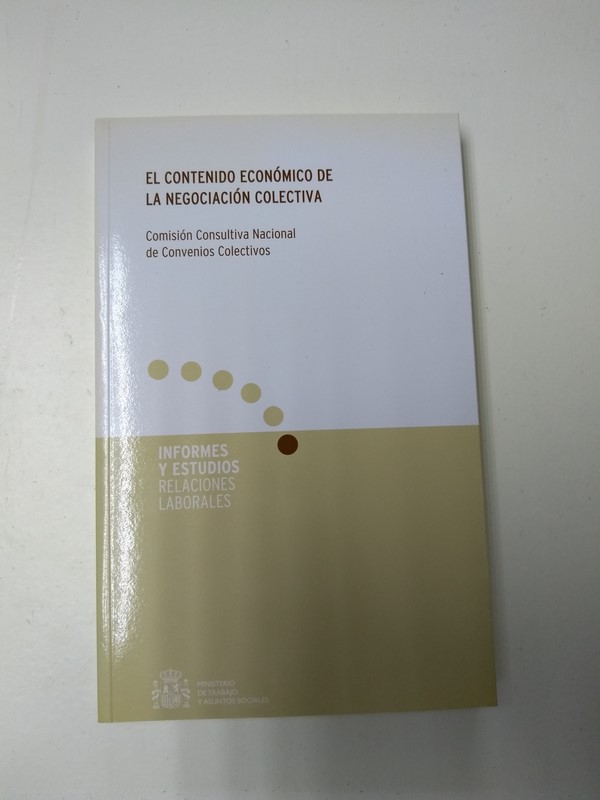 EL CONTENIDO ECONÓMICO DE
LA NEGOCIACIÓN COLECTIVA
Comisión Consultiva Nacional
de Convenios Colectivos
INFORMES
Y ESTUDIOS
RELACIONES
LABORALES
MINISTERIO
DE TRABAJO
Y ASUNTOS SOCIALES